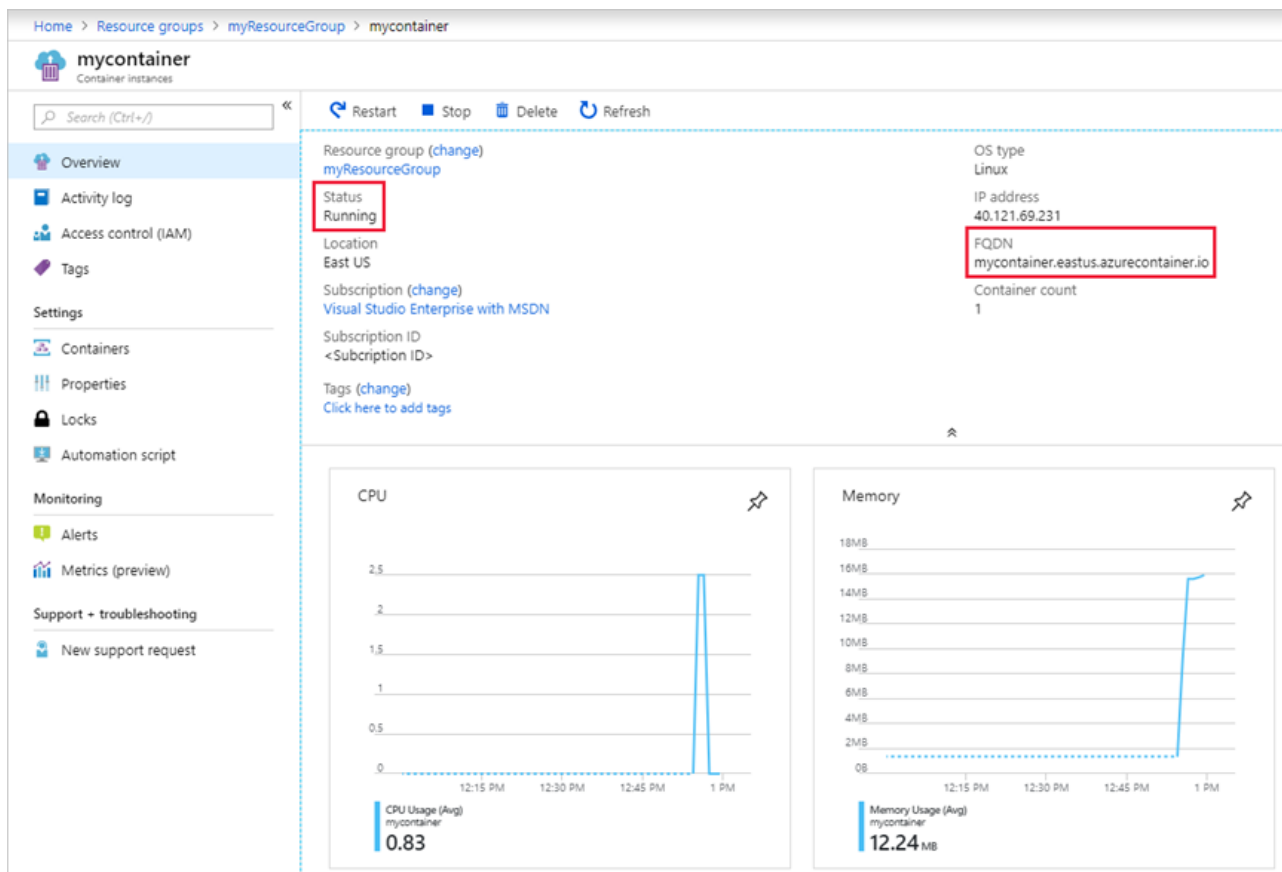 Home > Resource groups > myResourceGroup > mycontainer
mycontainer
Container instances
Search (Ctrl+/)
«
Restart Stop Delete Refresh
Overview
Activity log
Access control (IAM)
Tags
Settings
Containers
Properties
Locks
Automation script
Monitoring
Alerts
Metrics (preview)
Support + troubleshooting
New support request
Resource group (change)
myResourceGroup
Status
Running
Location
East US
Subscription (change)
Visual Studio Enterprise with MSDN
Subscription ID
<Subcription ID>
Tags (change)
Click here to add tags
OS type
Linux
IP address
40.121.69.231
FQDN
mycontainer.eastus.azurecontainer.io
Container count
1
CPU
2.5
2
1.5
1
0.5
0
12:15 PM 12:30 PM 12:45 PM 1 PM
CPU Usage (Avg)
mycontainer
0.83
Memory
18MB
16MB
14MB
12MB
10MB
8MB
6MB
4MB
2MB
0B
12:15 PM 12:30 PM 12:45 PM 1 PM
Memory Usage (Avg)
mycontainer
12.24 MB